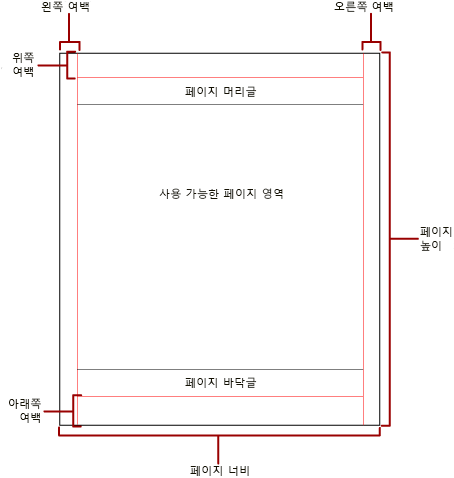 왼쪽 여백
오른쪽 여백
위쪽
여백
페이지 머리글
사용 가능한 페이지 영역
페이지
높이
페이지 바닥글
아래쪽
여백
페이지 너비